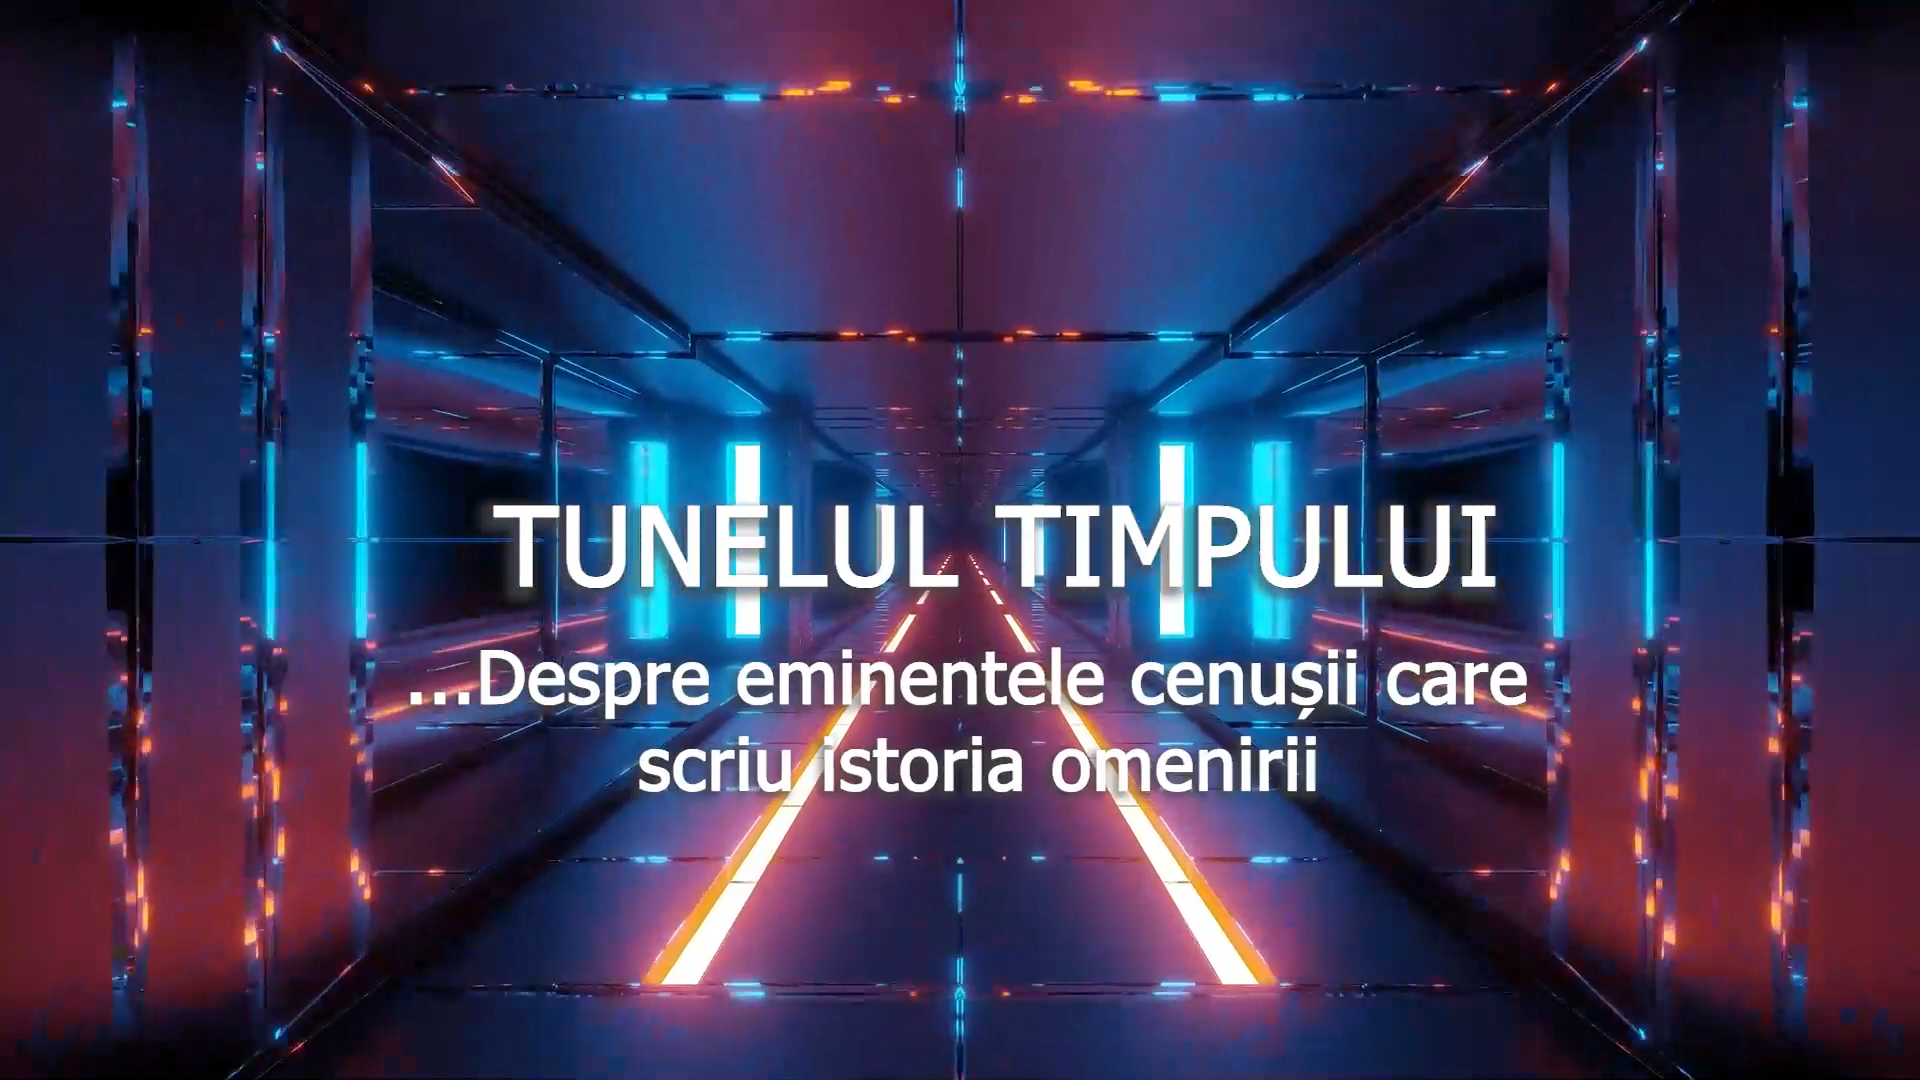 TUNELUL TIMPULUI
...Despre eminentele cenușii care
scriu istoria omenirii